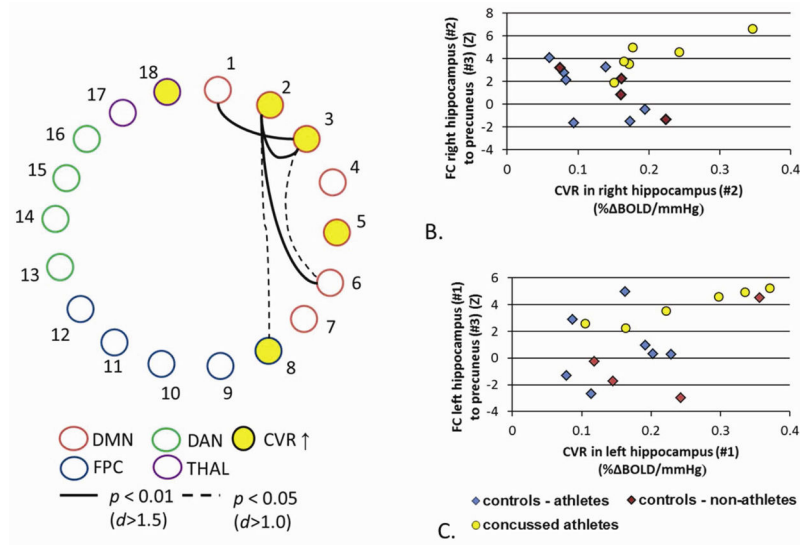 1
2
3
4
5
6
7
8
9
10
11
12
13
14
15
16
17
18
DMN
DAN
CVR ↑
FPC
THAL
p < 0.01
(d>1.5)
p < 0.05
(d>1.0)
FC right hippocampus (#2)
to precuneus (#3) (Z)
8
6
4
2
0
-2
-4
0
0.1
0.2
0.3
0.4
CVR in right hippocampus (#2)
(%ΔBOLD/mmHg)
B.
FC left hippocampus (#1)
to precuneus (#3) (Z)
6
4
2
0
-2
-4
0
0.1
0.2
0.3
0.4
CVR in left hippocampus (#1)
(%ΔBOLD/mmHg)
controls - athletes
controls - non-athletes
concussed athletes
C.